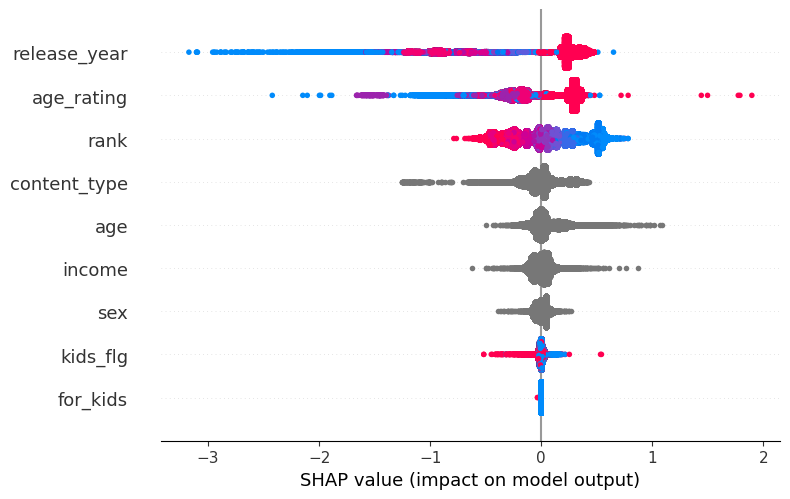 release_year
age_rating
rank
content_type
age
income
sex
kids_flg
for_kids
−3 −2 −1 0 1 2
SHAP value (impact on model output)